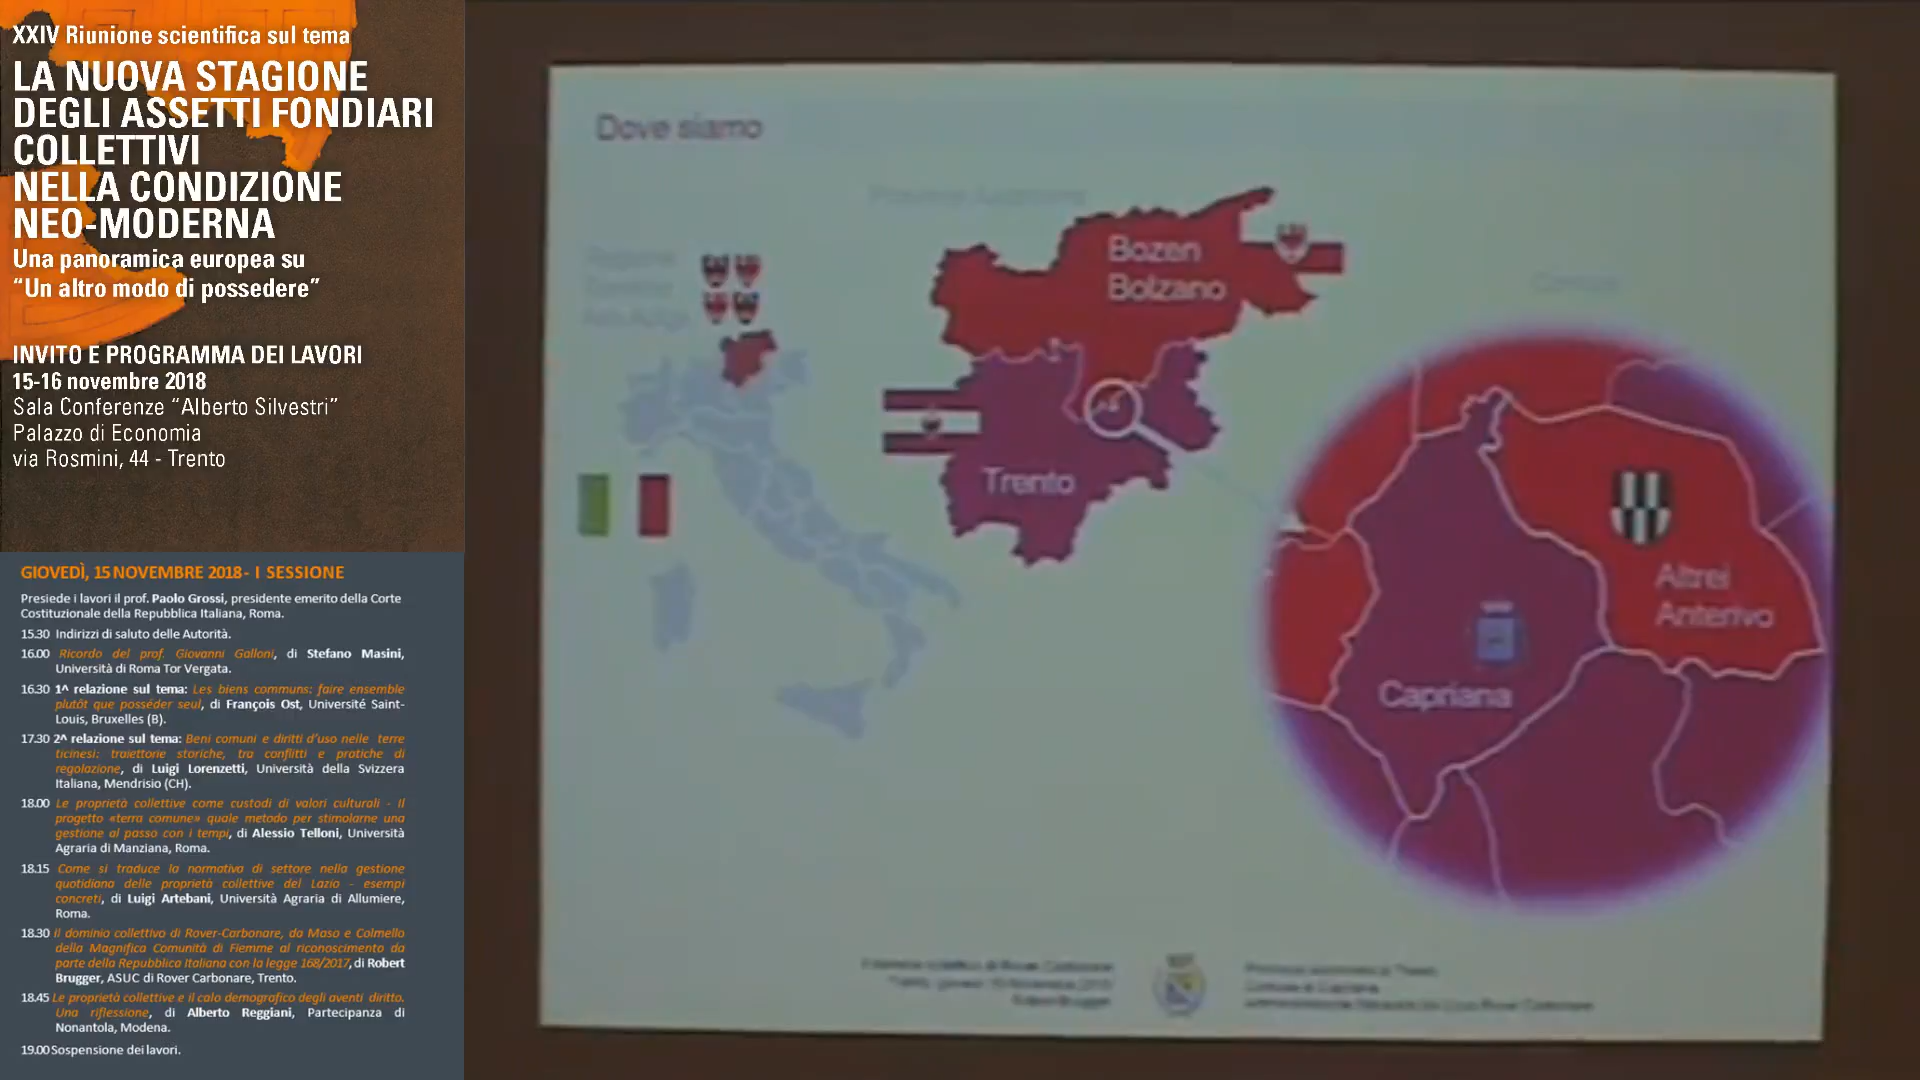 XXIV Riunione scientifica sul tema
LA NUOVA STAGIONE
DEGLI ASSETTI FONDIARI
COLLETTIVI
NELLA CONDIZIONE
NEO-MODERNA
Una panoramica europea su
“Un altro modo di possedere”
INVITO E PROGRAMMA DEI LAVORI
15-16 novembre 2018
Sala Conferenze “Alberto Silvestri”
Palazzo di Economia
via Rosmini, 44 - Trento
GIOVEDÌ, 15 NOVEMBRE 2018 - I SESSIONE
Presiede i lavori il prof. Paolo Grossi, presidente emerito della Corte
Costituzionale della Repubblica Italiana, Roma.
15.30 Indirizzi di saluto delle Autorità.
16.00 Ricordo del prof. Giovanni Galloni, di Stefano Masini,
Università di Roma Tor Vergata.
16.30 1^ relazione sul tema: Les biens communs: faire ensemble
plutôt que posséder seul, di François Ost, Université Saint-
Louis, Bruxelles (B).
17.30 2^ relazione sul tema: Beni comuni e diritti d’uso nelle terre
ticinesi: traiettorie storiche, tra conflitti e pratiche di
regolazione, di Luigi Lorenzetti, Università della Svizzera
Italiana, Mendrisio (CH).
18.00 Le proprietà collettive come custodi di valori culturali - Il
progetto «terra comune» quale metodo per stimolarne una
gestione al passo con i tempi, di Alessio Telloni, Università
Agraria di Manziana, Roma.
18.15 Come si traduce la normativa di settore nella gestione
quotidiana delle proprietà collettive del Lazio - esempi
concreti, di Luigi Artebani, Università Agraria di Allumiere,
Roma.
18.30 Il dominio collettivo di Rover-Carbonare, da Maso e Colmello
della Magnifica Comunità di Fiemme al riconoscimento da
parte della Repubblica Italiana con la legge 168/2017, di Robert
Brugger, ASUC di Rover Carbonare, Trento.
18.45 Le proprietà collettive e il calo demografico degli aventi diritto.
Una riflessione, di Alberto Reggiani, Partecipanza di
Nonantola, Modena.
19.00 Sospensione dei lavori.
Dove siamo
Bozen
Bolzano
Trento
Altrei
Anterivo
Capriana